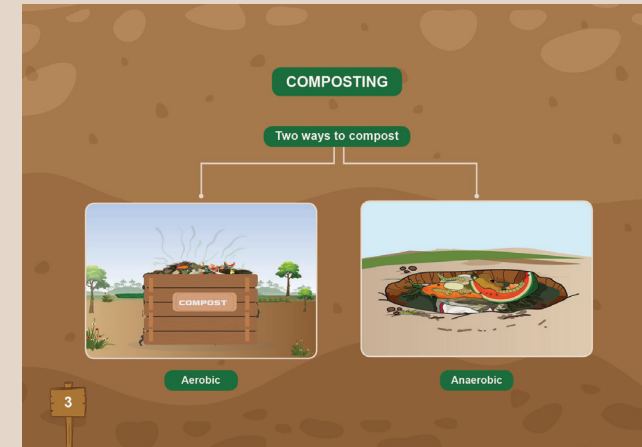 COMPOSTING
Two ways to compost
COMPOST
Aerobic
Anaerobic
3